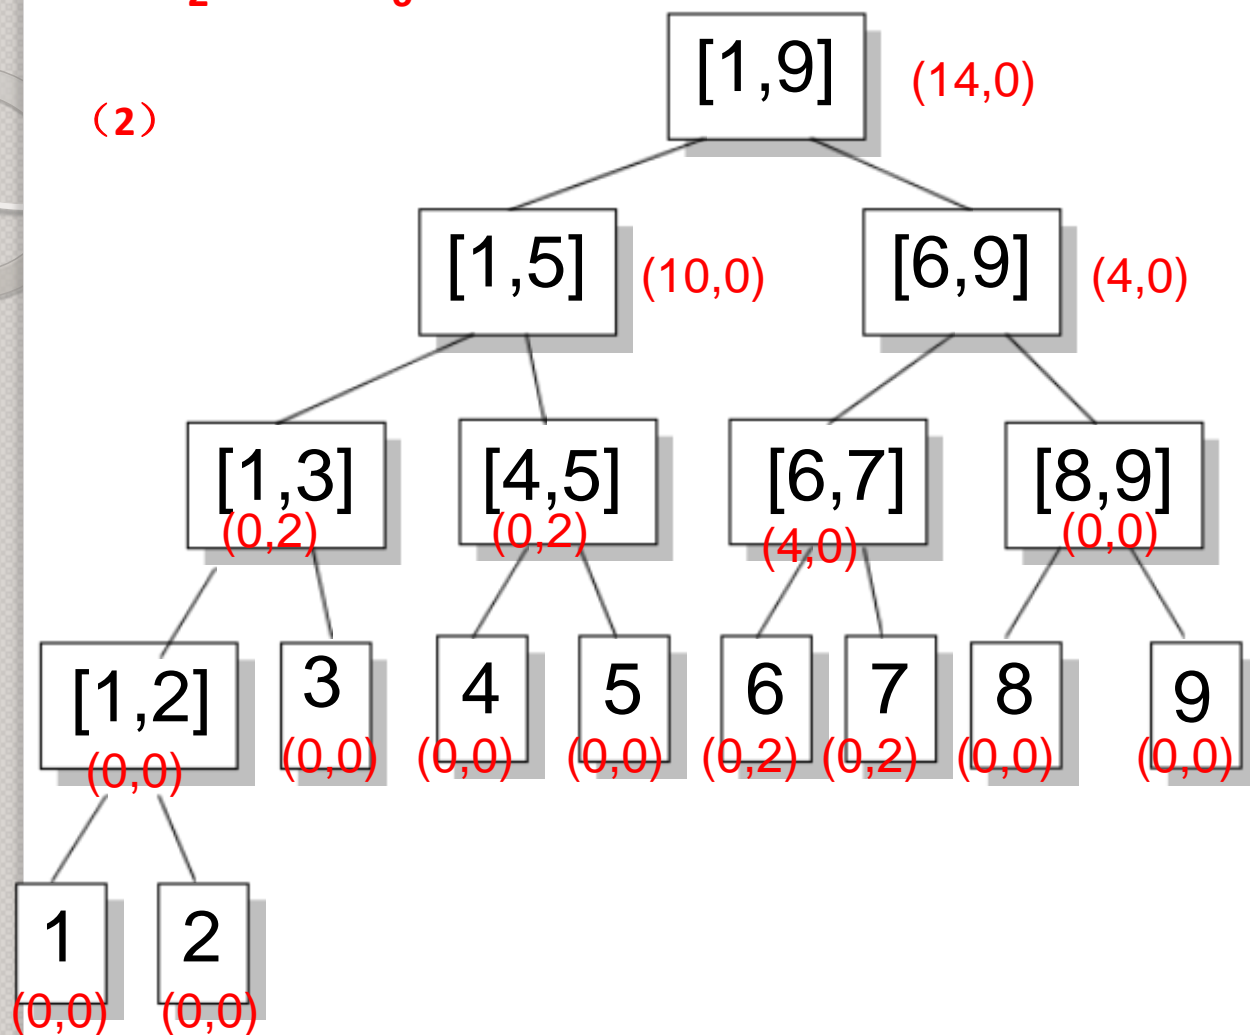 [1,9] (14,0)
（2）
[1,5] (10,0) [6,9] (4,0)
[1,3] [4,5] [6,7] [8,9]
(0,2) (0,2) (4,0) (0,0)
[1,2] 3 4 5 6 7 8 9
(0,0) (0,0) (0,0) (0,0) (0,2) (0,2) (0,0) (0,0)
1 2
(0,0) (0,0)